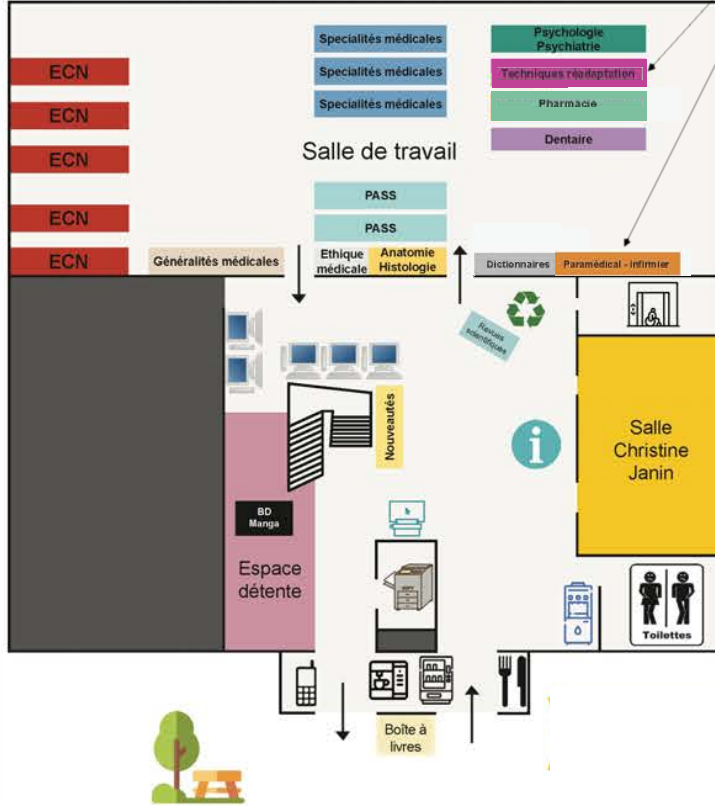 Specialités médicales
Specialités médicales
Specialités médicales
Psychologie
Psychiatrie
Techniques réadaptation
Pharmacie
Dentaire
ECN
ECN
ECN
ECN
ECN
Salle de travail
PASS
PASS
Généralités médicales
Ethique
médicale
Anatomie
Histologie
Dictionnaires
Paramédical - infirmier
Revues
scientifiques
Nouveautés
i
Salle
Christine
Janin
BD
Manga
Espace
détente
Toilettes
Boîte à
livres